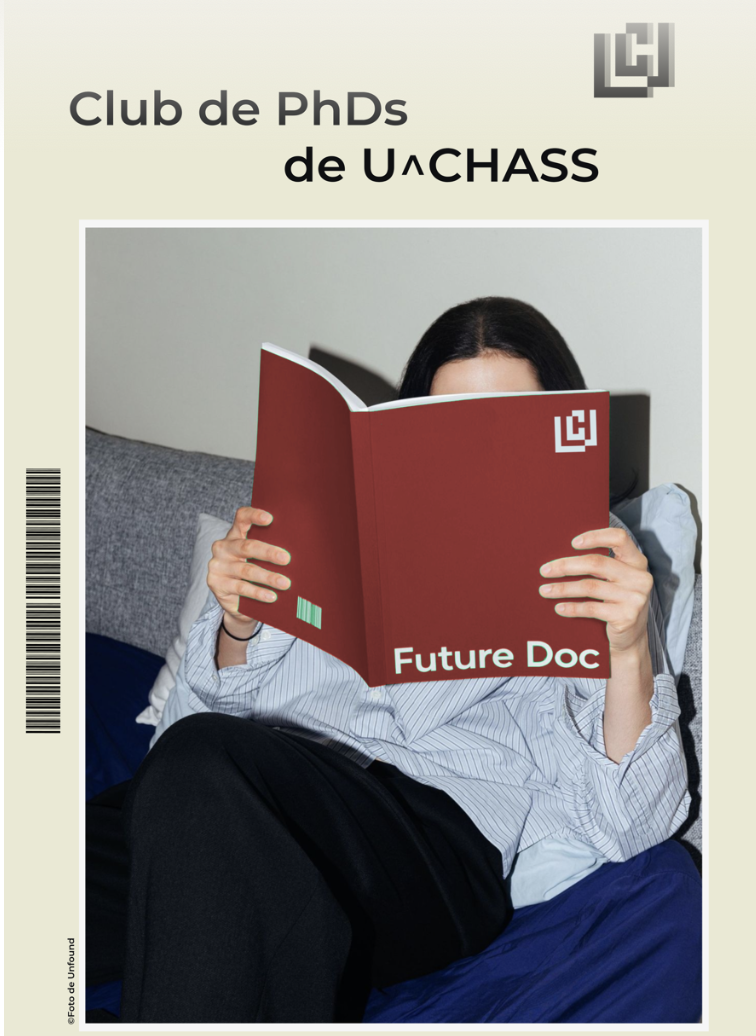 Club de PhDs
de U^CHASS
Future Doc
©Foto de Unfound